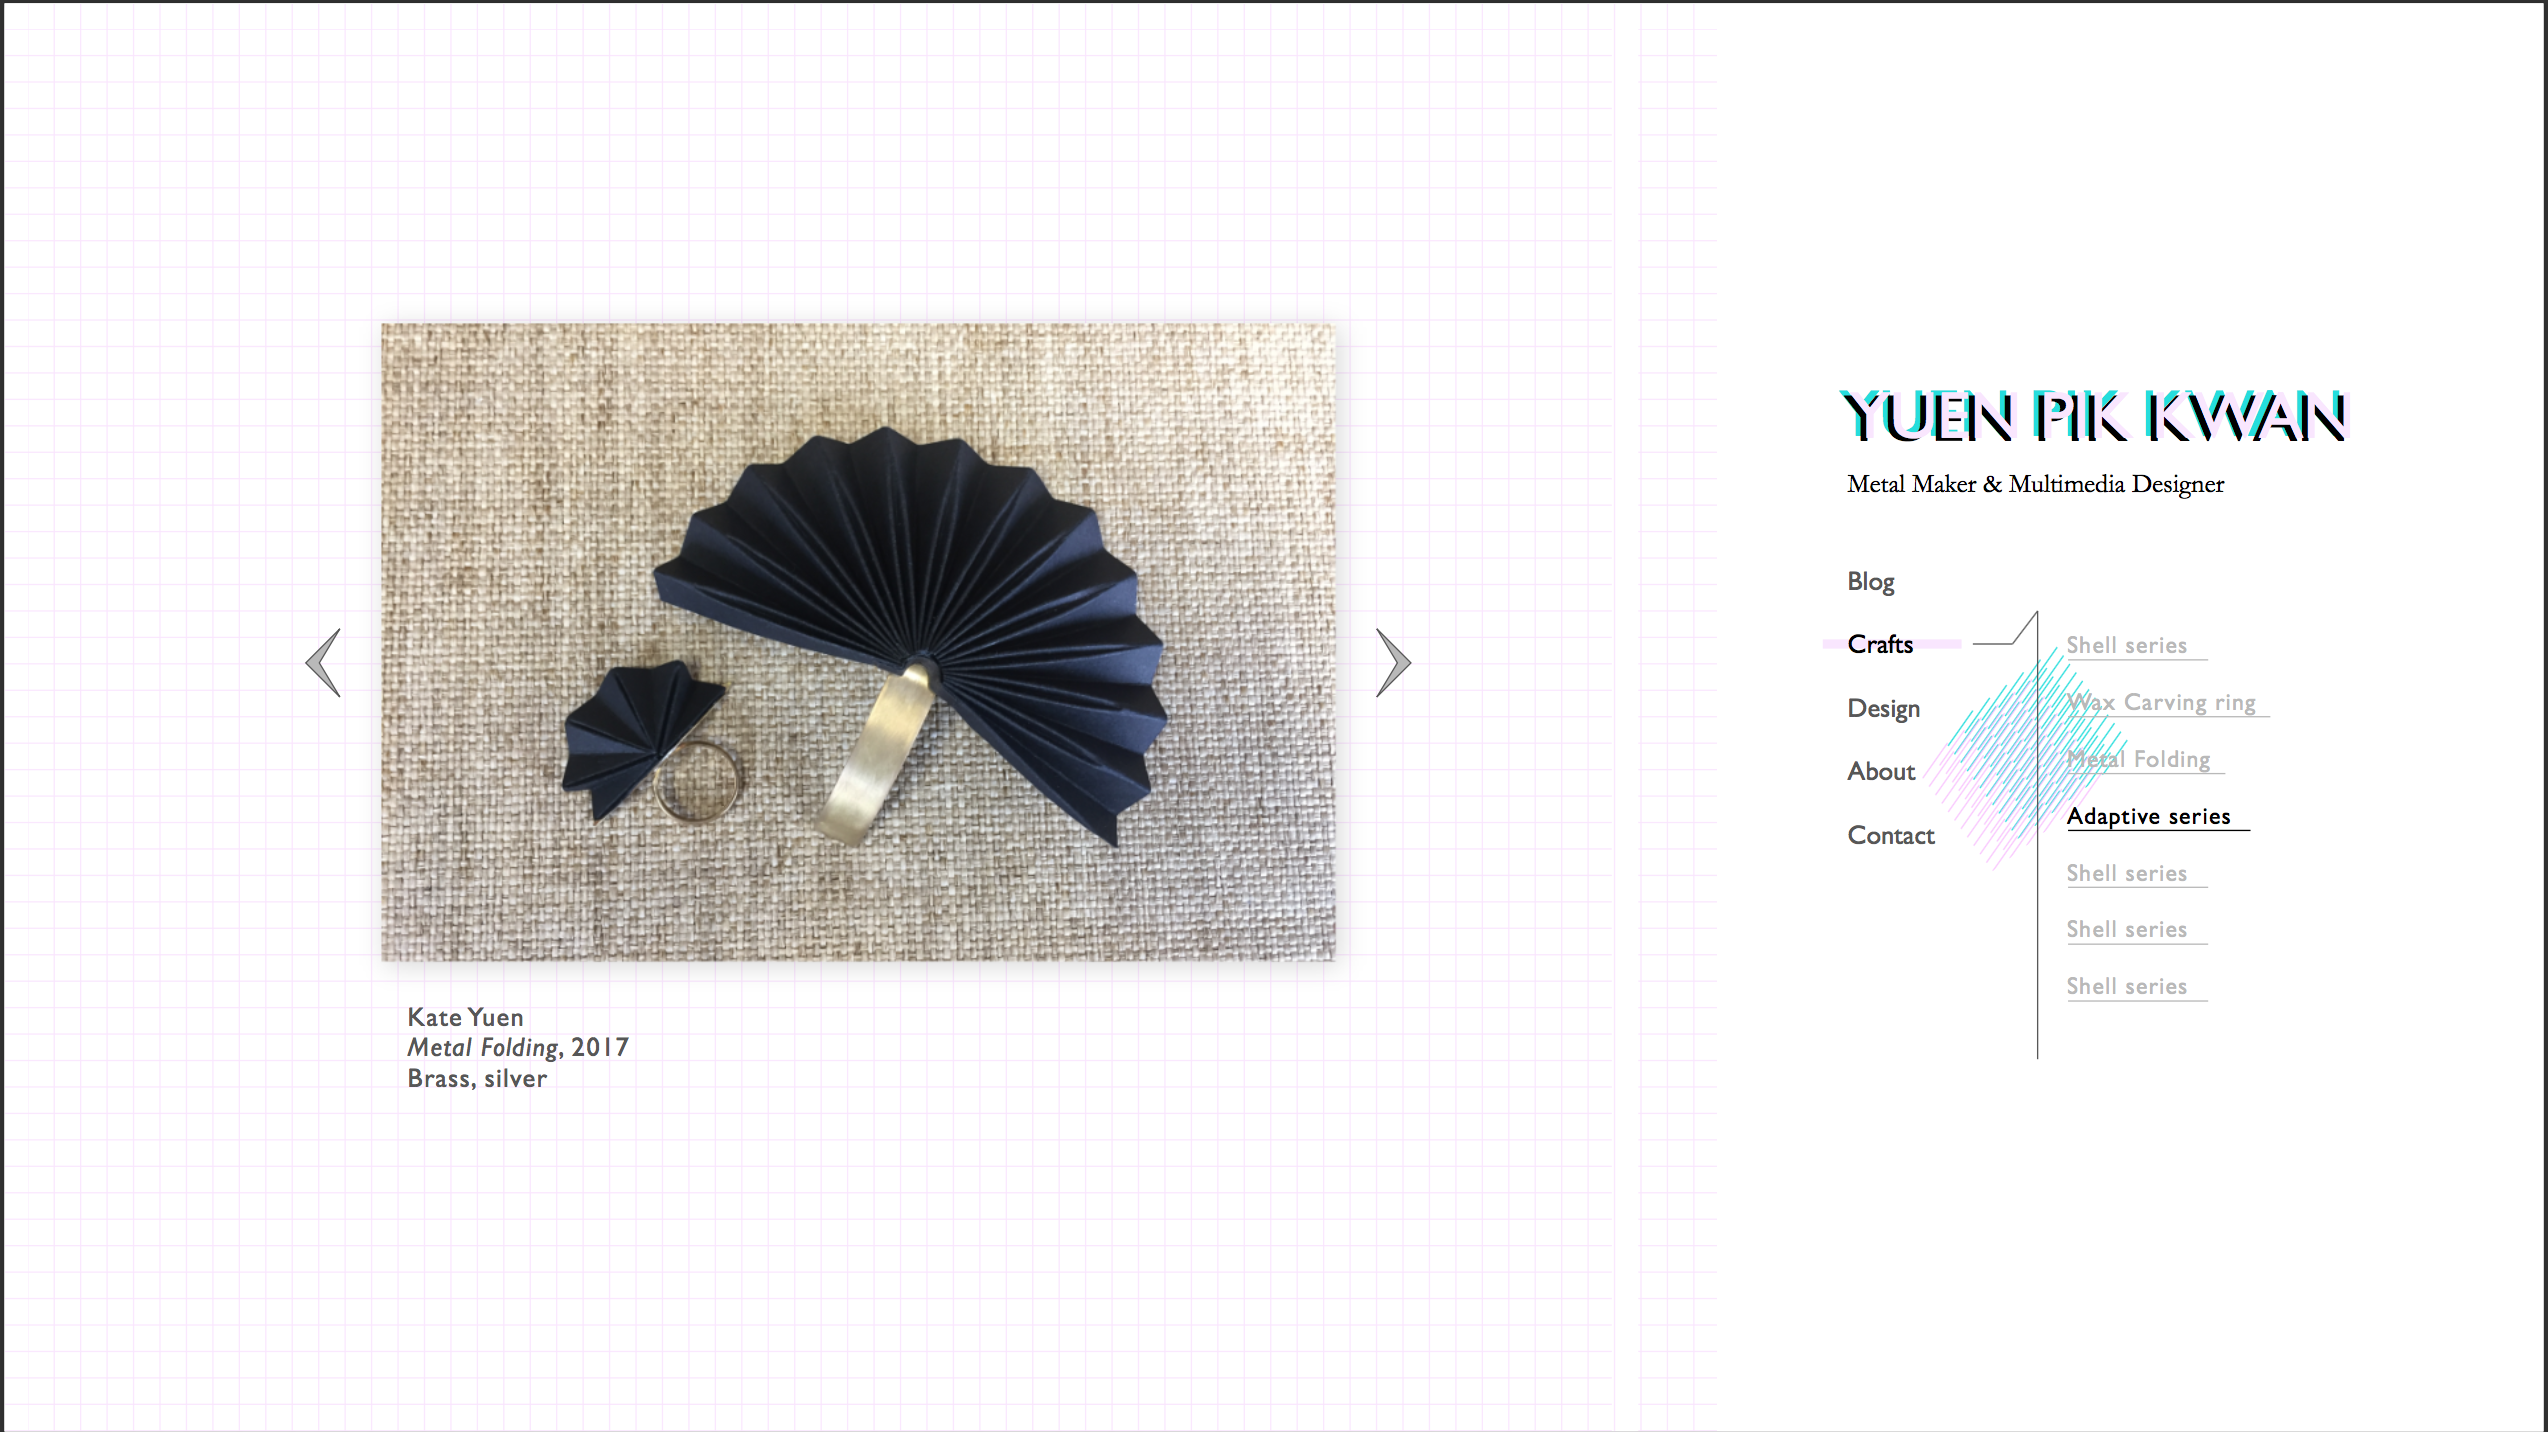 YUEN PIK KWAN
Metal Maker & Multimedia Designer
Blog
Crafts
Design
About
Contact
Shell series
Wax Carving ring
Metal Folding
Adaptive series
Shell series
Shell series
Shell series
Kate Yuen
Metal Folding, 2017
Brass, silver